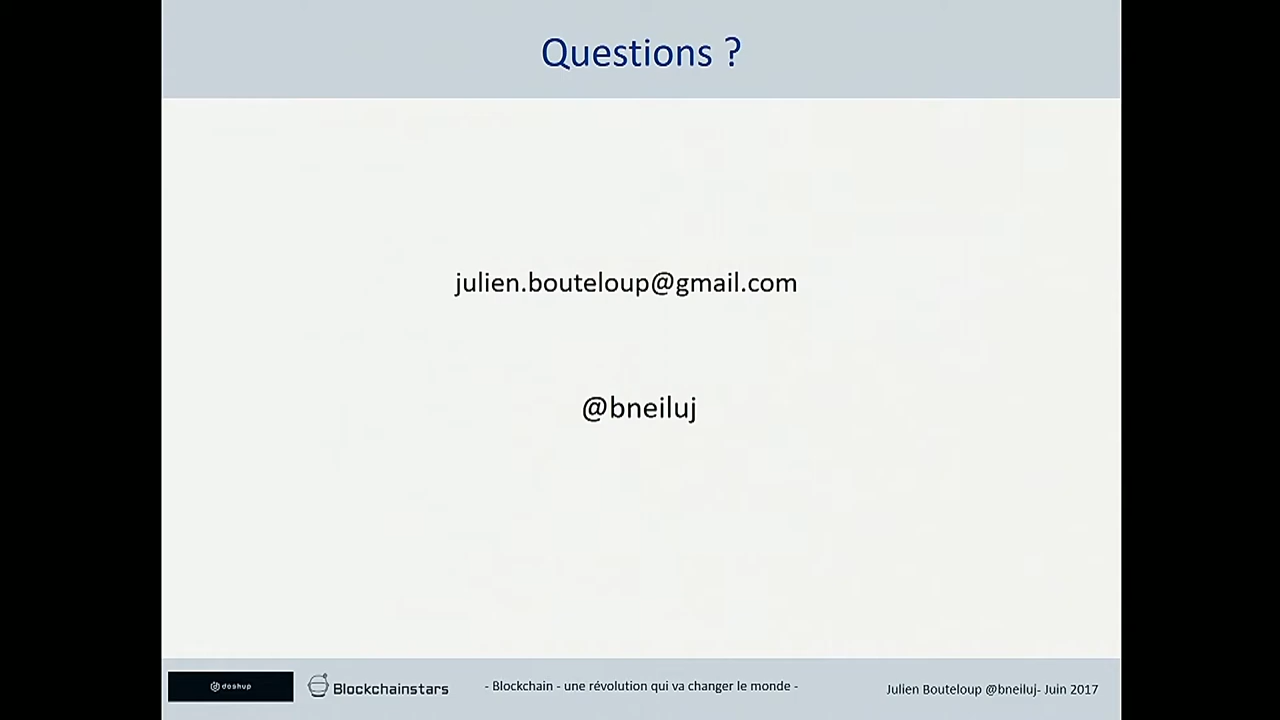 Questions ?
julien.bouteloup@gmail.com
@bneiluj
doshup
Blockchainstars
- Blockchain - une révolution qui va changer le monde -
Julien Bouteloup @bneiluj- Juin 2017